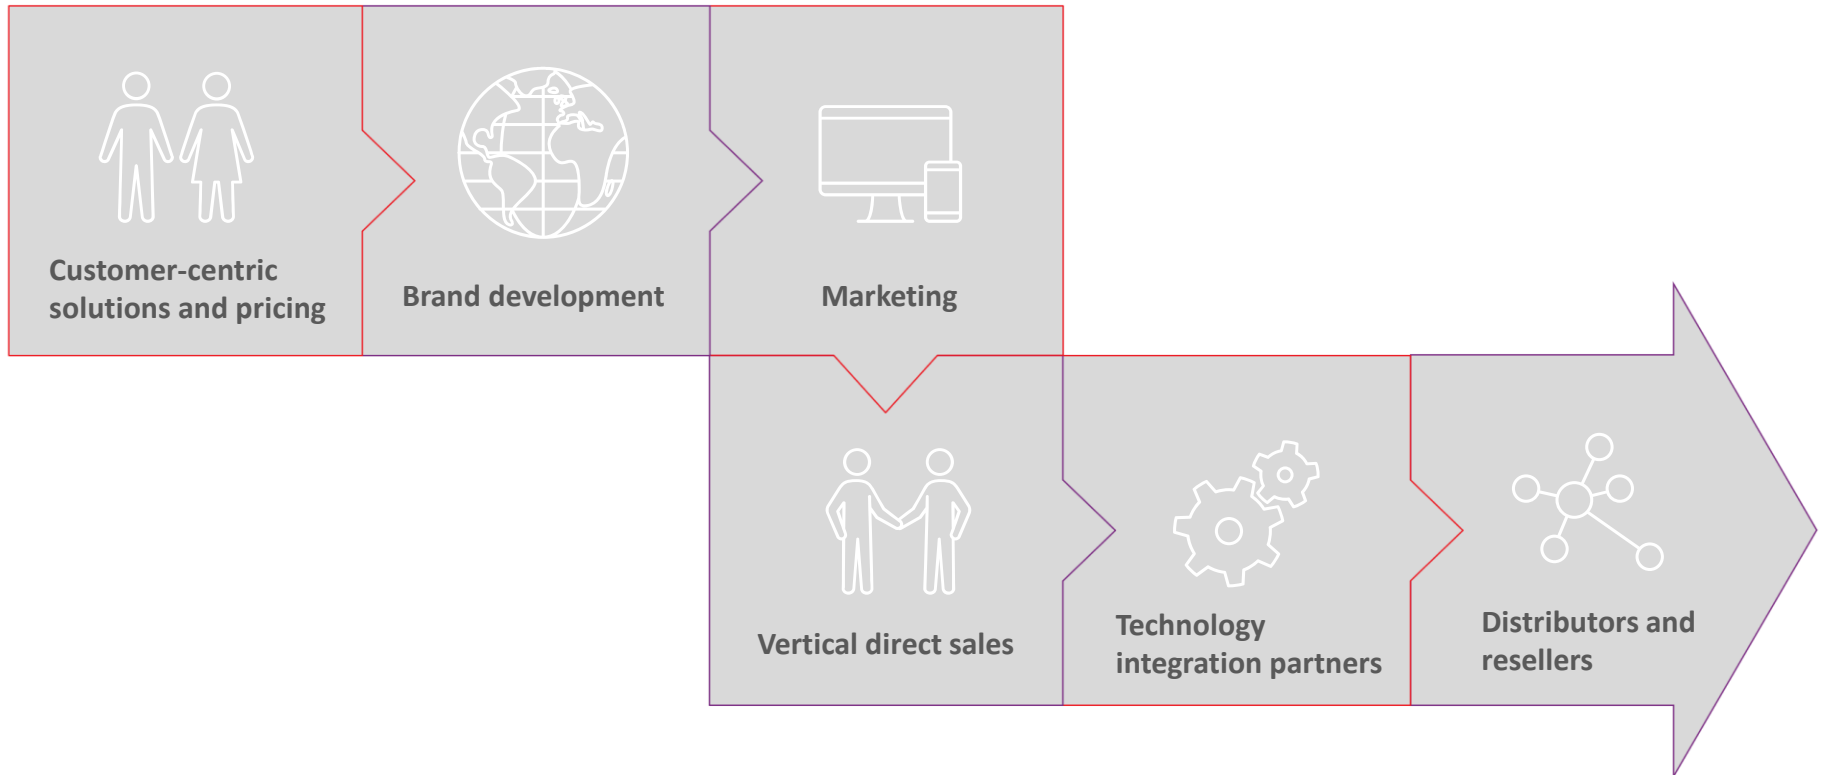 Customer-centric
solutions and pricing
Brand development
Marketing
Vertical direct sales
Technology
integration partners
Distributors and
resellers